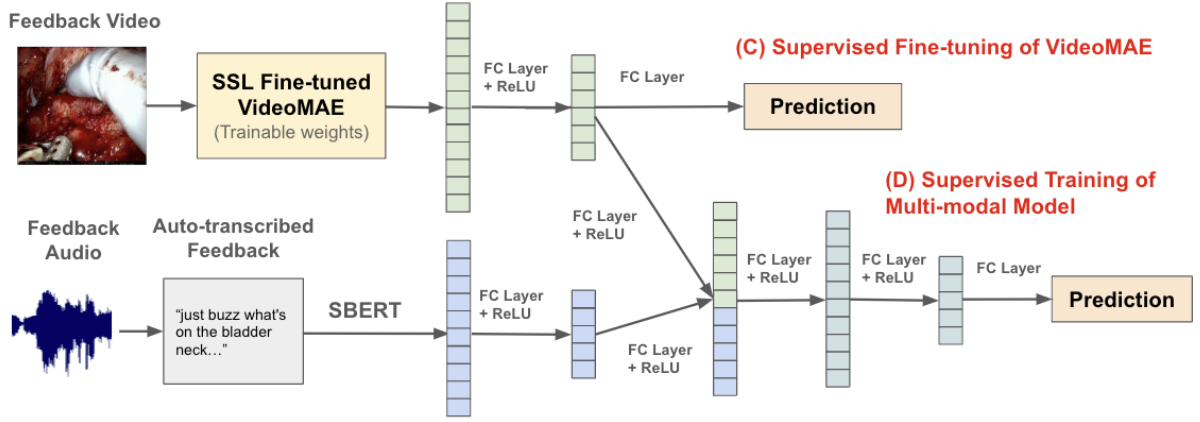 Feedback Video
SSL Fine-tuned
VideoMAE
(Trainable weights)
FC Layer
+ ReLU
FC Layer
(C) Supervised Fine-tuning of VideoMAE
Prediction
(D) Supervised Training of
Multi-modal Model
Feedback
Audio
Auto-transcribed
Feedback
“just buzz what's
on the bladder
neck…”
SBERT
FC Layer
+ ReLU
FC Layer
+ ReLU
FC Layer
+ ReLU
FC Layer
+ ReLU
FC Layer
+ ReLU
FC Layer
Prediction